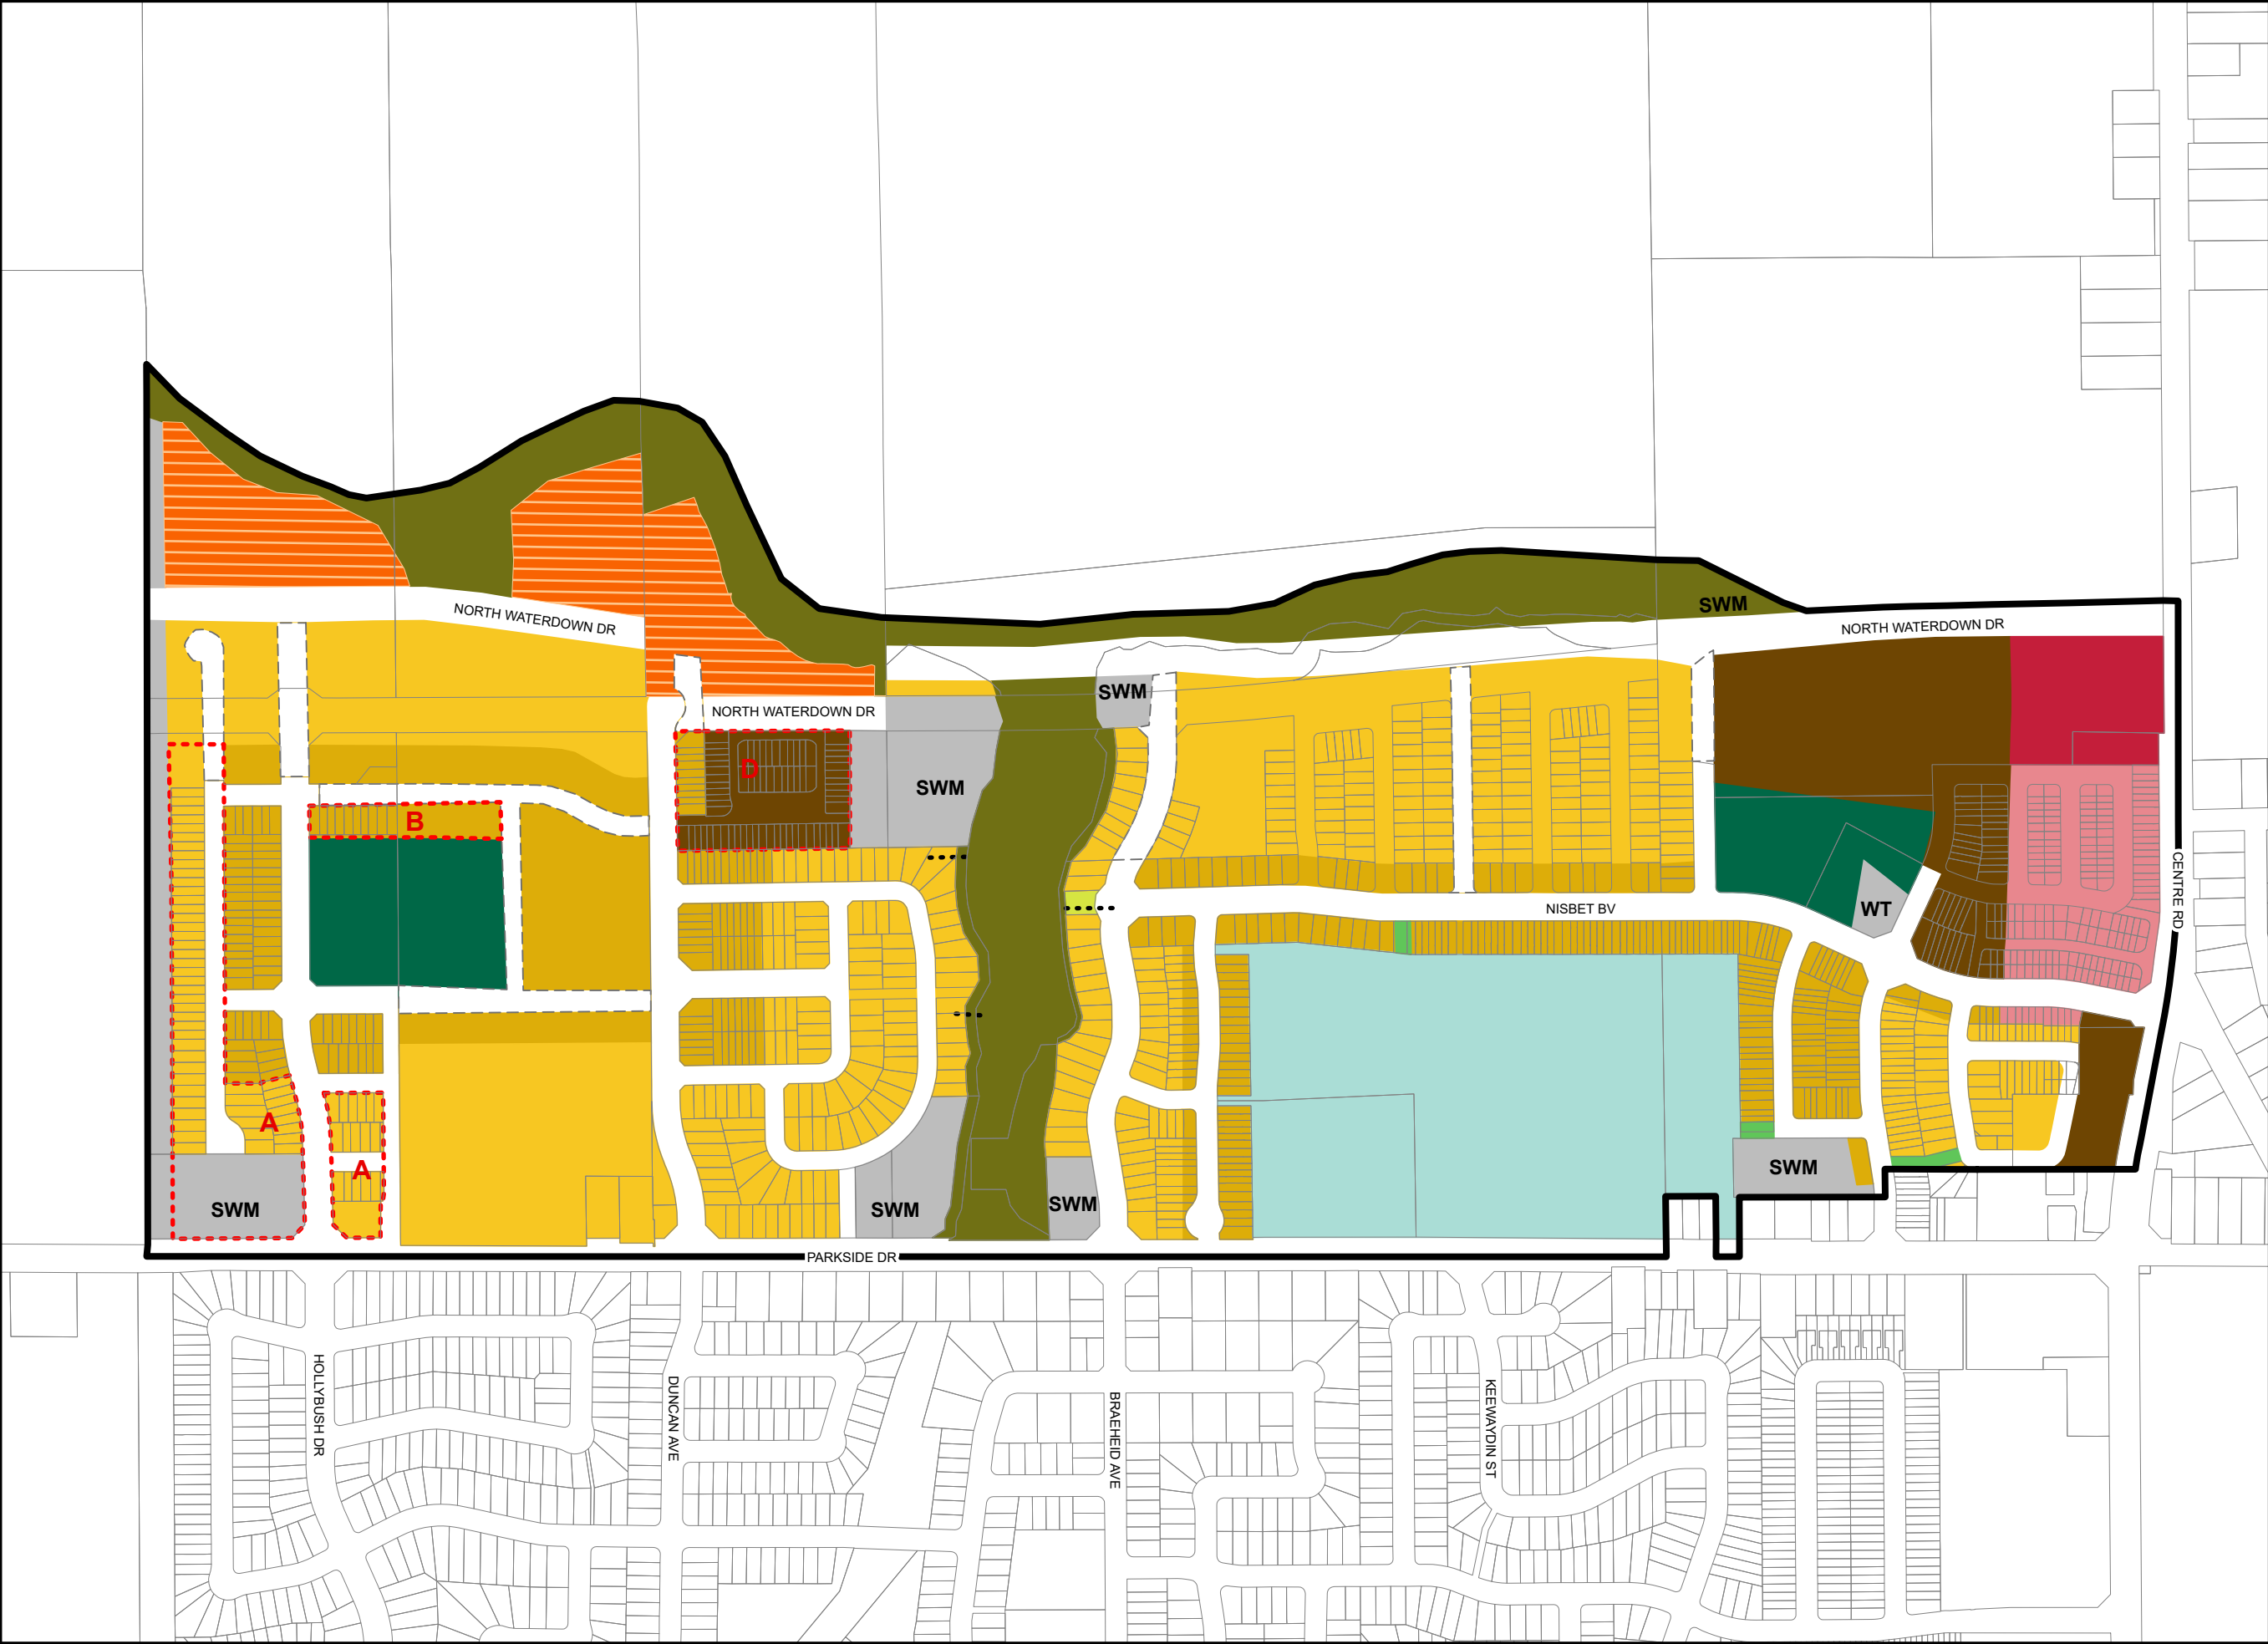 SWM
NORTH WATERDOWN DR
NORTH WATERDOWN DR
SWM
NORTH WATERDOWN DR
D
SWM
B
CENTRE RD
NISBET BV
WT
A
A
SWM
SWM
SWM
SWM
PARKSIDE DR
HOLLYBUSH DR
DUNCAN AVE
BRAEHEID AVE
KEEWAYDIN ST